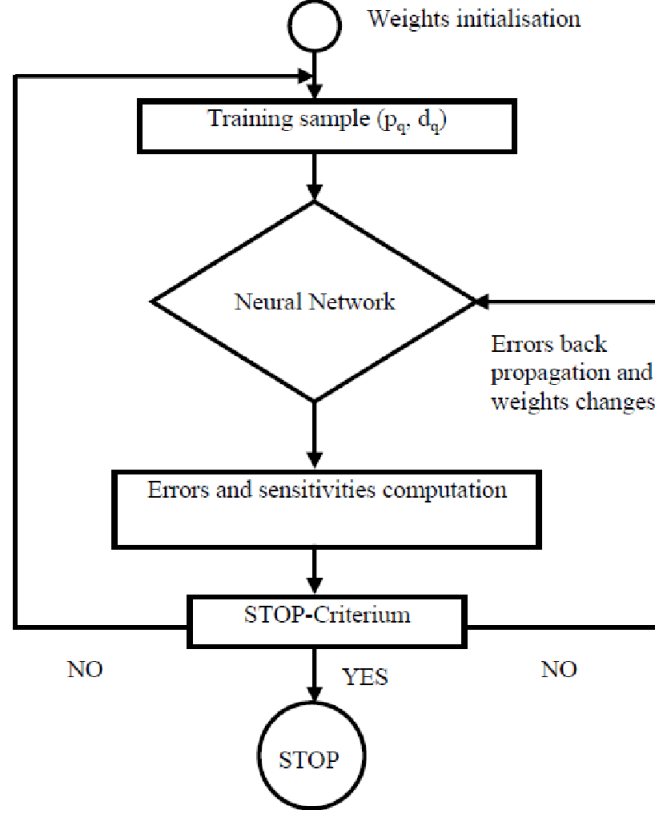 Weights initialisation
Training sample (pq, dq)
Neural Network
Errors back
propagation and
weights changes
Errors and sensitivities computation
STOP-Criterium
NO
YES
NO
STOP